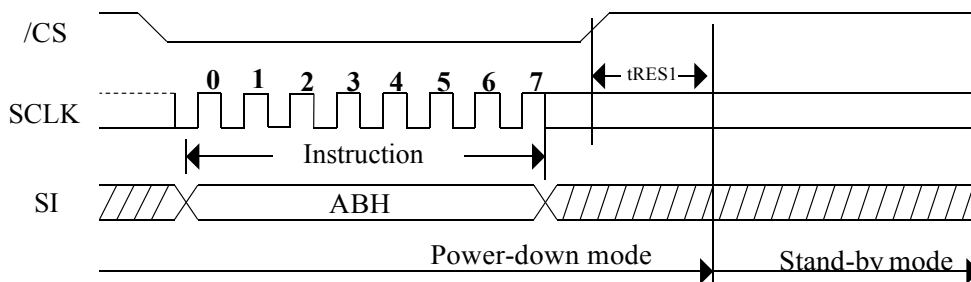 /CS
tRES1
0 1 2 3 4 5 6 7
SCLK
Instruction
SI
ABH
Power-down mode
Stand-by mode